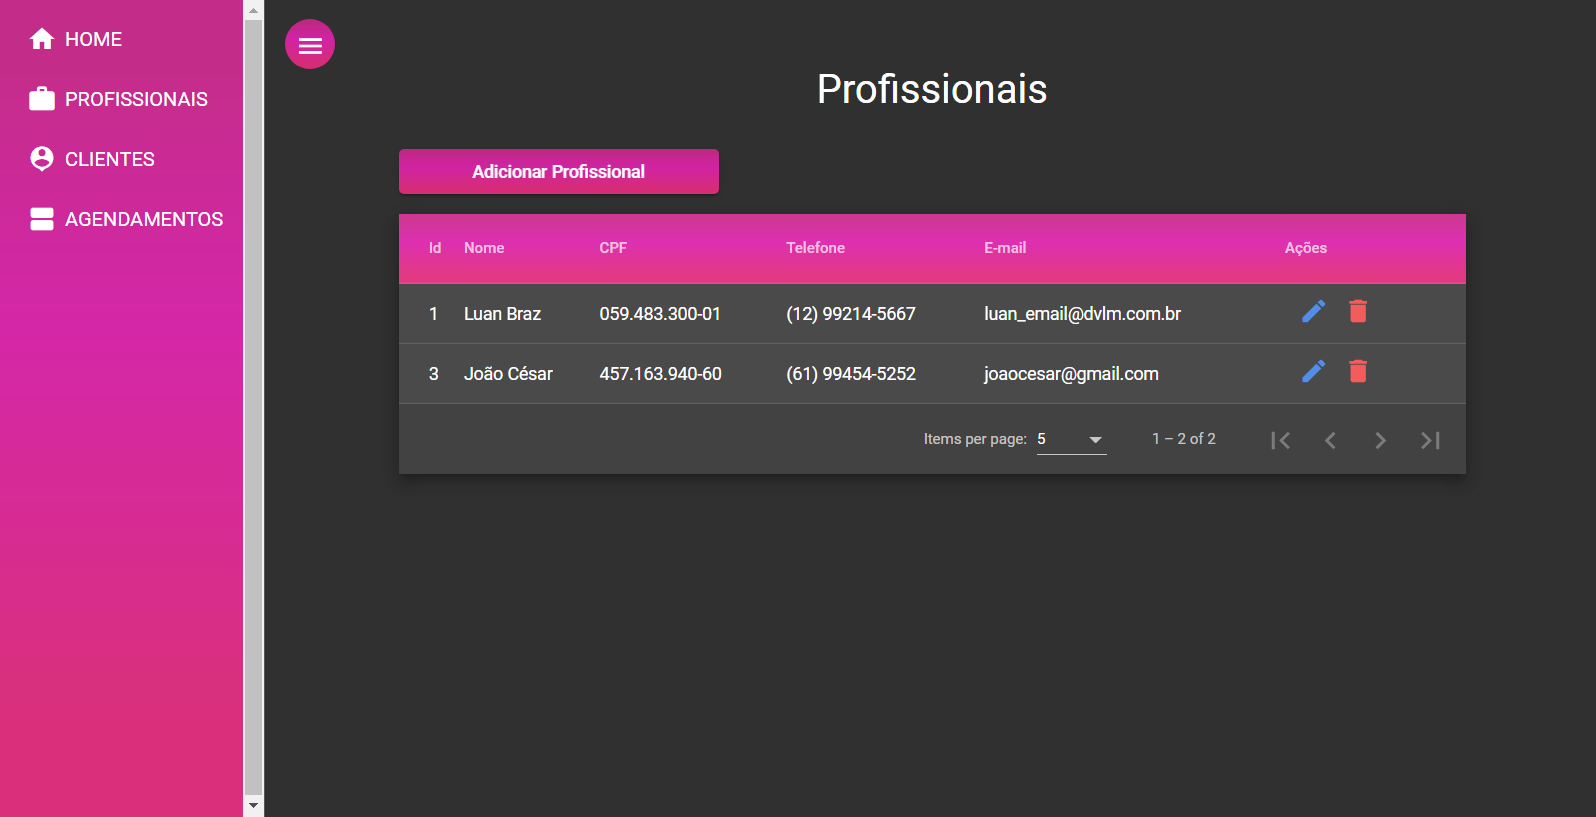 HOME
PROFISSIONAIS
CLIENTES
AGENDAMENTOS
Profissionais
Adicionar Profissional
Id Nome CPF Telefone E-mail Ações
1 Luan Braz 059.483.300-01 (12) 99214-5667 luan_email@dvlm.com.br
3 João César 457.163.940-60 (61) 99454-5252 joaocesar@gmail.com
Items per page: 5 1 – 2 of 2